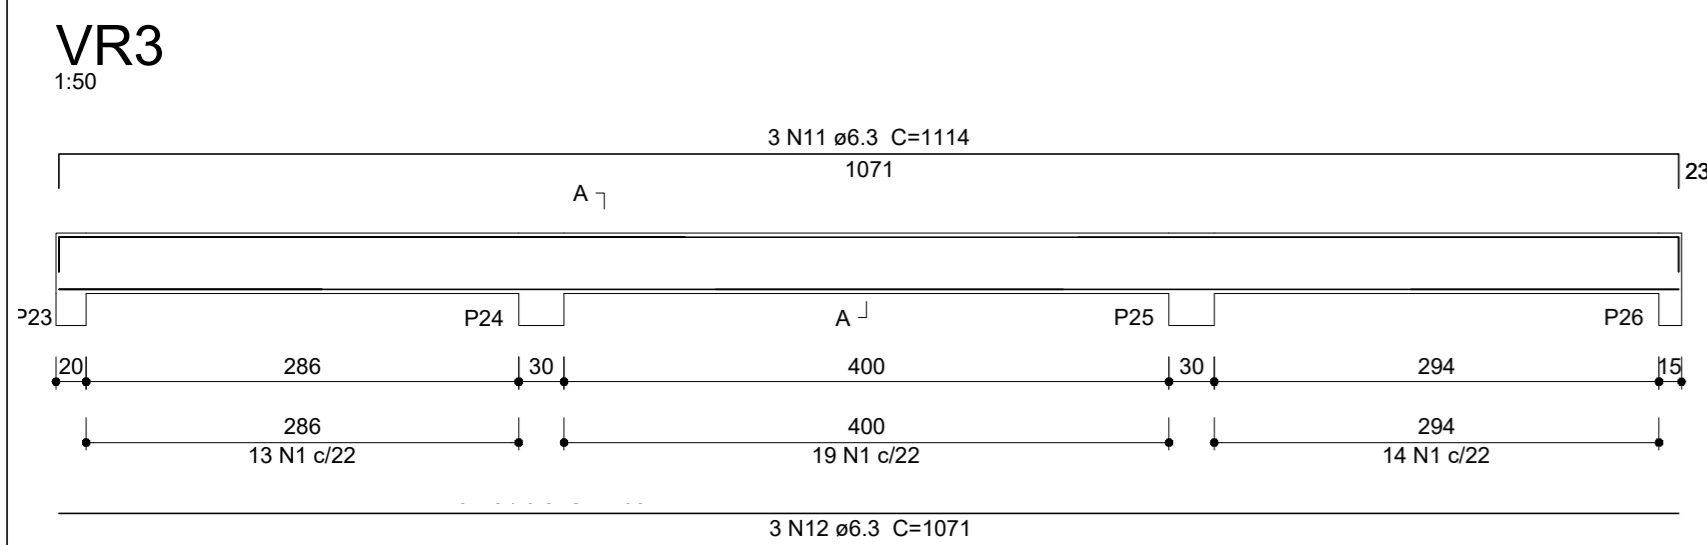 VR3
1:50
3 N11 ø6.3 C=1114
1071
23
A
P24
A
P25
P26
20 286 30 400 30 294 15
286 400 294
13 N1 c/22 19 N1 c/22 14 N1 c/22
3 N12 ø6.3 C=1071